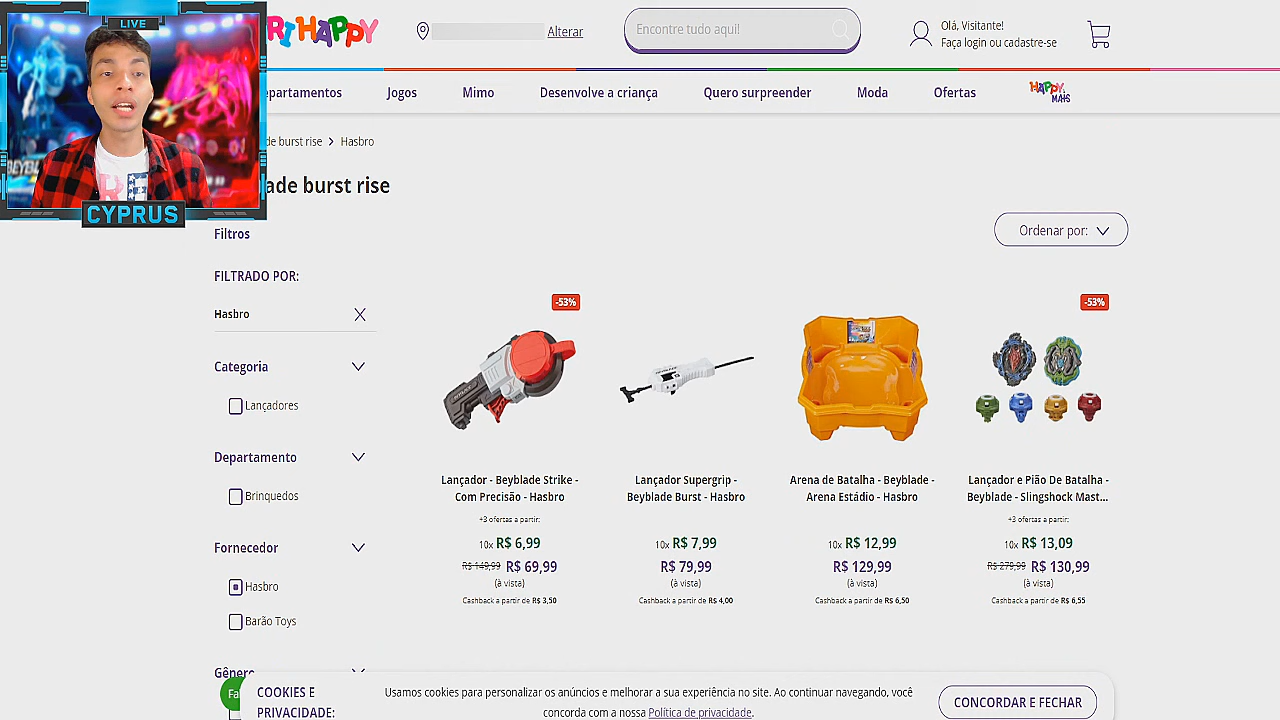 LIVE
RI HAPPY
Alterar
Encontre tudo aqui!
Olá, Visitante!
Faça login ou cadastre-se
epartamentos
Jogos
Mimo
Desenvolve a criança
Quero surpreender
Moda
Ofertas
HAPPY MAIS
BEYBL
CYPRUS
de burst rise > Hasbro
ade burst rise
Filtros
Ordenar por:
FILTRADO POR:
Hasbro
Categoria
Lançadores
Departamento
Brinquedos
Fornecedor
Hasbro
Barão Toys
Gênero
-53%
Lançador - Beyblade Strike -
Com Precisão - Hasbro
+3 ofertas a partir:
10x R$ 6,99
R$ 149,99 R$ 69,99
(à vista)
Cashback a partir de R$ 3,50
Lançador Supergrip -
Beyblade Burst - Hasbro
10x R$ 7,99
R$ 79,99
(à vista)
Cashback a partir de R$ 4,00
Arena de Batalha - Beyblade -
Arena Estádio - Hasbro
10x R$ 12,99
R$ 129,99
(à vista)
Cashback a partir de R$ 6,50
-53%
Lançador e Pião De Batalha -
Beyblade - Slingshock Mast...
+3 ofertas a partir:
10x R$ 13,09
R$ 279,99 R$ 130,99
(à vista)
Cashback a partir de R$ 6,55
Fa
COOKIES E
PRIVACIDADE:
Usamos cookies para personalizar os anúncios e melhorar a sua experiência no site. Ao continuar navegando, você
concorda com a nossa Política de privacidade.
CONCORDAR E FECHAR